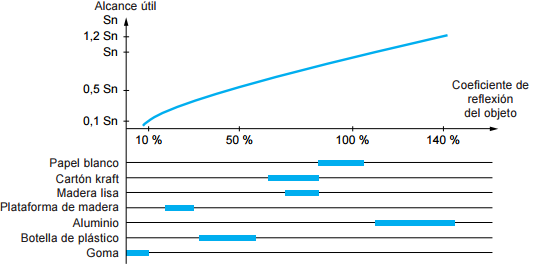 Alcance útil
Sn
1,2 Sn
Sn
0,5 Sn
0,1 Sn
Coeficiente de
reflexión
del objeto
10 %
50 %
100 %
140 %
Papel blanco
Cartón kraft
Madera lisa
Plataforma de madera
Aluminio
Botella de plástico
Goma